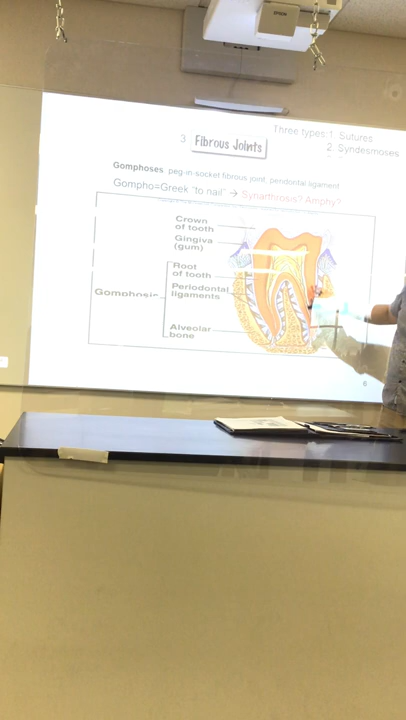 Three types: 1. Sutures
2. Syndesmoses
3 Fibrous Joints
Gomphoses: peg-in-socket fibrous joint, periodontal ligament
Gompho=Greek "to nail" → Synarthrosis? Amphy?
Crown
of tooth
Gingiva
(gum)
Root
of tooth
Gomphosis
Periodontal
ligaments
Alveolar
bone
6